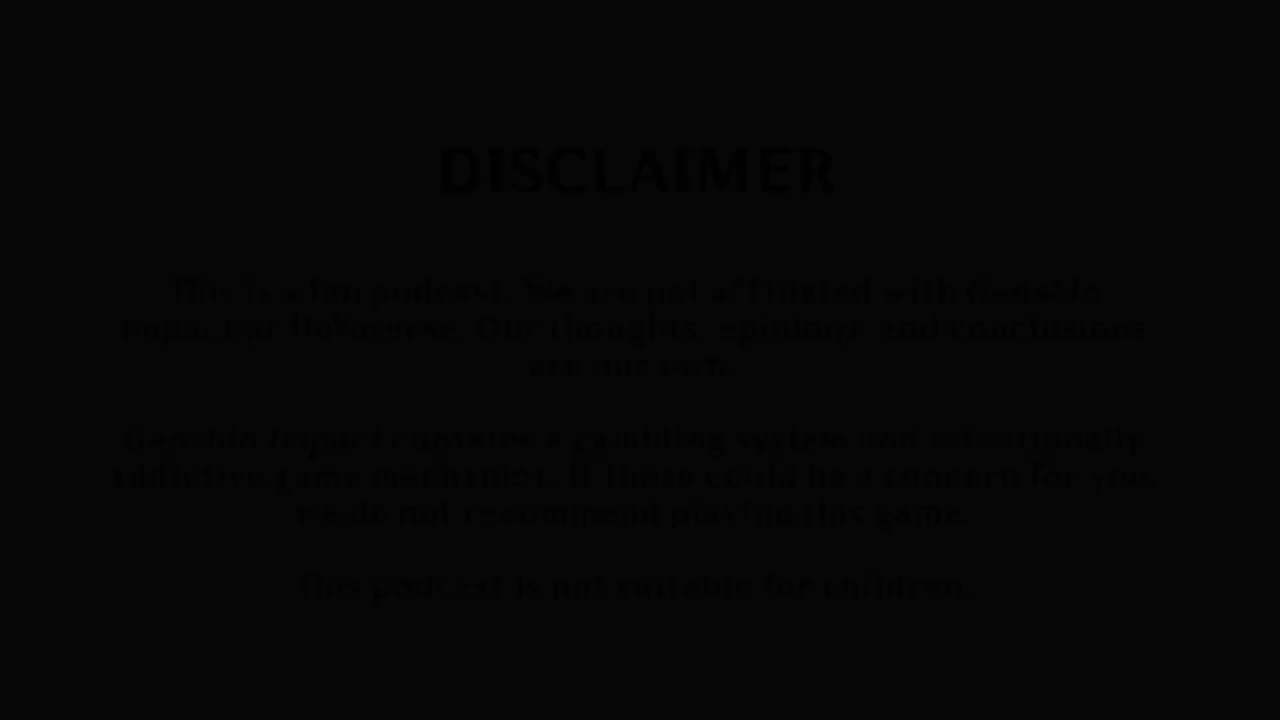 DISCLAIMER
This is a fan podcast. We are not affiliated with Genshin
Impact or HoYoverse. Our thoughts, opinions, and conclusions
are our own.
Genshin Impact contains a gambling system and intentionally
addictive game mechanics. If these could be a concern for you,
we do not recommend playing this game.
This podcast is not suitable for children.